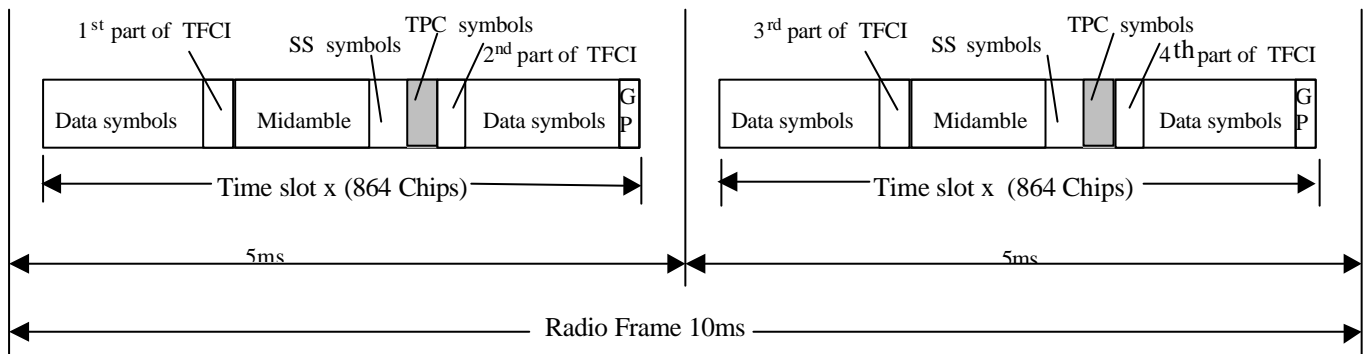 1st part of TFCI
SS symbols
TPC symbols
2nd part of TFCI
3rd part of TFCI
SS symbols
TPC symbols
4th part of TFCI
Data symbols
Midamble
Data symbols
G
P
Data symbols
Midamble
Data symbols
G
P
Time slot x (864 Chips)
Time slot x (864 Chips)
5ms
5ms
Radio Frame 10ms